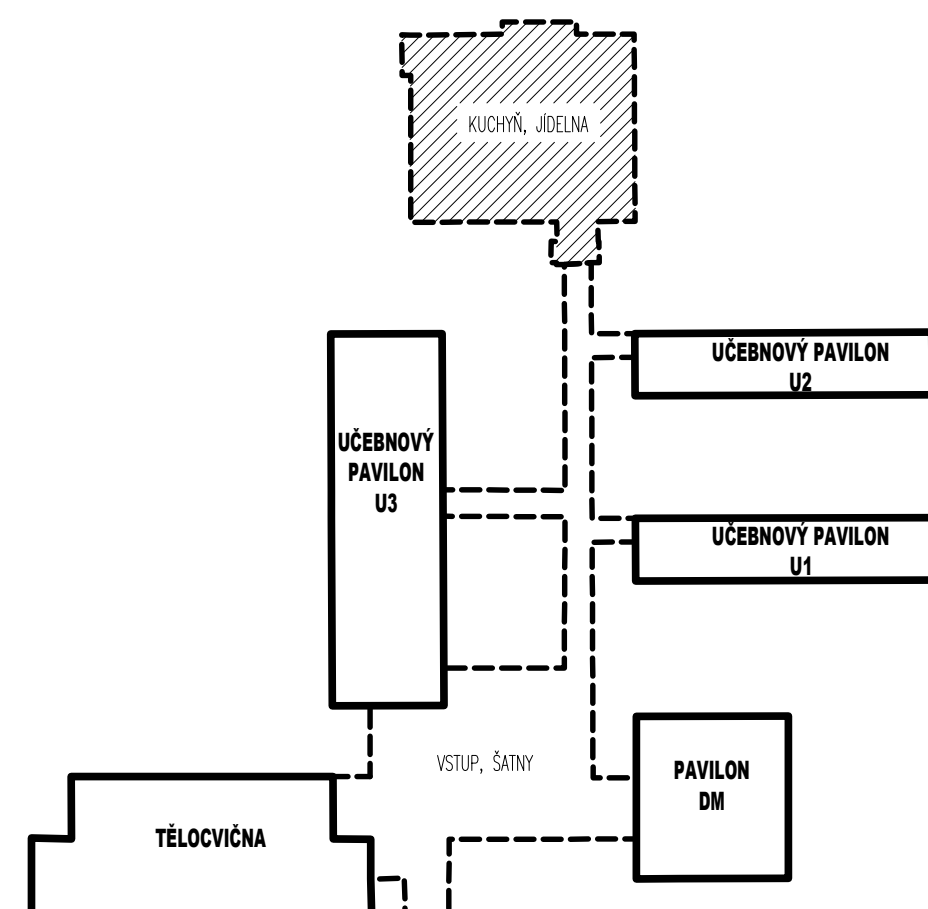 KUCHYŇ, JÍDELNA
UČEBNOVÝ PAVILON
U2
UČEBNOVÝ
PAVILON
U3
UČEBNOVÝ PAVILON
U1
VSTUP, ŠATNY
PAVILON
DM
TĚLOCVIČNA